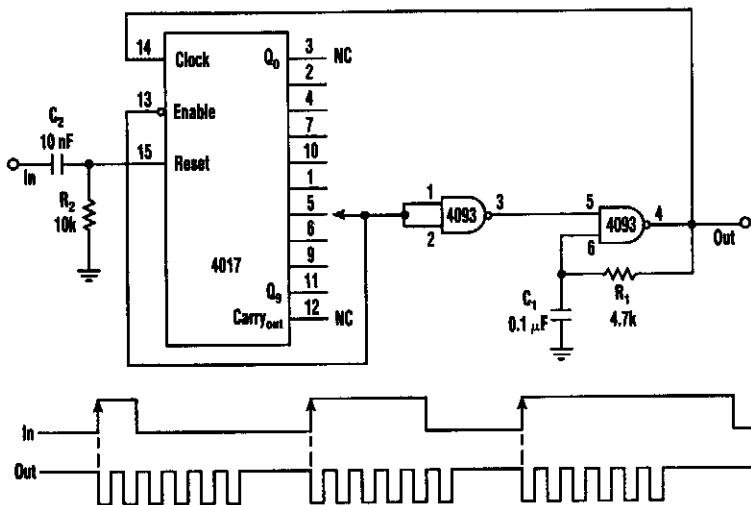 14 Clock Q0 3 NC
2
13 Enable 4
7
C2
10 nF
15 Reset 10
In
1
R2
10k
5
6
9
4017
Q9 11
Carryout 12 NC
1
2
4093 3
5
6
4093 4
Out
R1
4.7k
C1
0.1 μF
In
Out